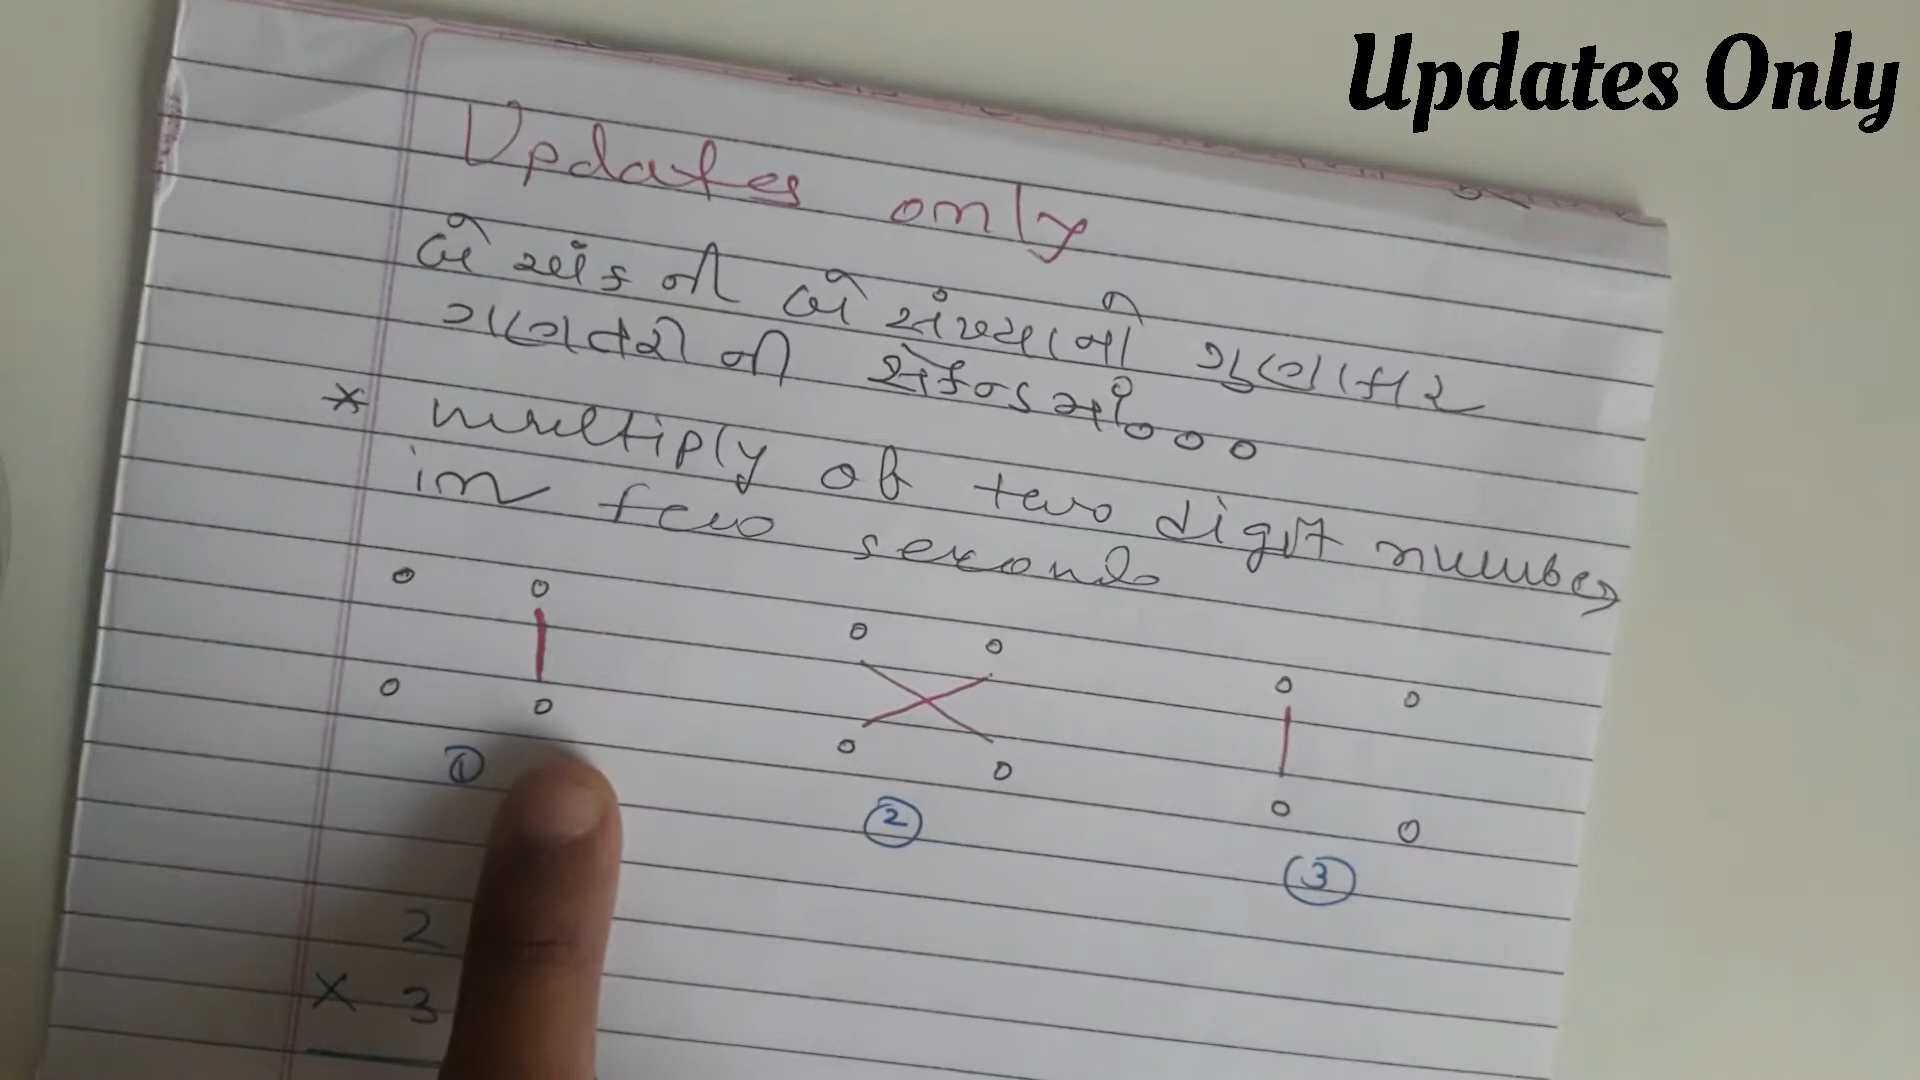 Updates Only
Updates only
બે અંક ની બે સંખ્યાનો ગુણાકાર
ગણતરી ની સેકન્ડમાં...
* multiply of two digit number
in few seconds
① ② ③
2
× 3